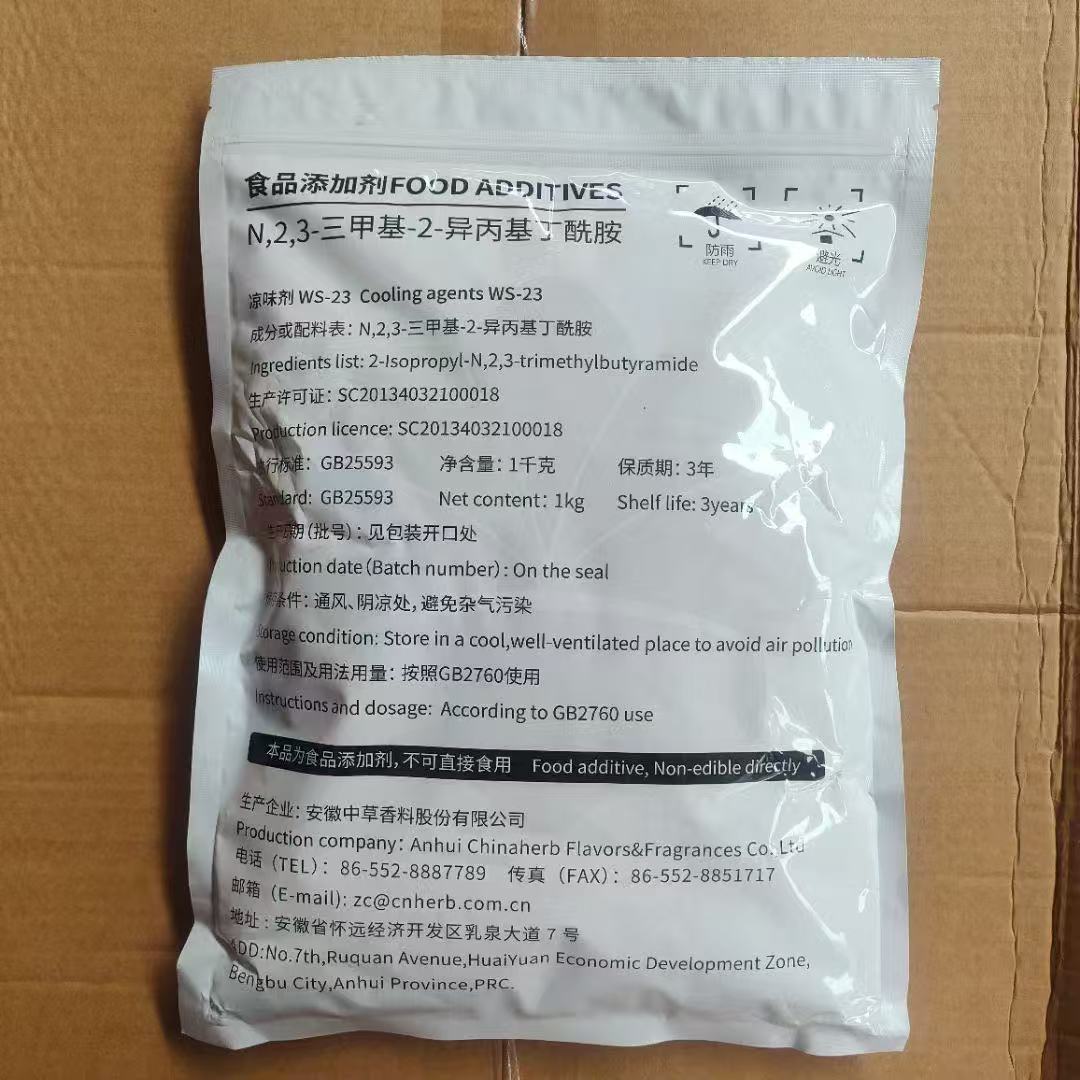 食品添加剂FOOD ADDITIVES
N,2,3-三甲基-2-异丙基丁酰胺
防雨
KEEP DRY
避光
AVOID LIGHT
凉味剂 WS-23 Cooling agents WS-23
成分或配料表：N,2,3-三甲基-2-异丙基丁酰胺
Ingredients list: 2-Isopropyl-N,2,3-trimethylbutyramide
生产许可证：SC20134032100018
Production licence: SC20134032100018
执行标准：GB25593 净含量：1千克 保质期：3年
Standard: GB25593 Net content: 1kg Shelf life: 3years
生产日期(批号)：见包装开口处
date(Batch number): On the seal
条件：通风、阴凉处，避免杂气污染
Storage condition: Store in a cool,well-ventilated place to avoid air pollution
使用范围及用法用量：按照GB2760使用
Instructions and dosage: According to GB2760 use
本品为食品添加剂，不可直接食用 Food additive, Non-edible directly
生产企业：安徽中草香料股份有限公司
Production company: Anhui Chinaherb Flavors&Fragrances Co. Ltd
电话（TEL）：86-552-8887789 传真（FAX）：86-552-8851717
邮箱（E-mail): zc@cnherb.com.cn
地址：安徽省怀远经济开发区乳泉大道7号
ADD:No.7th,Ruquan Avenue,HuaiYuan Economic Development Zone,
Bengbu City,Anhui Province,PRC.